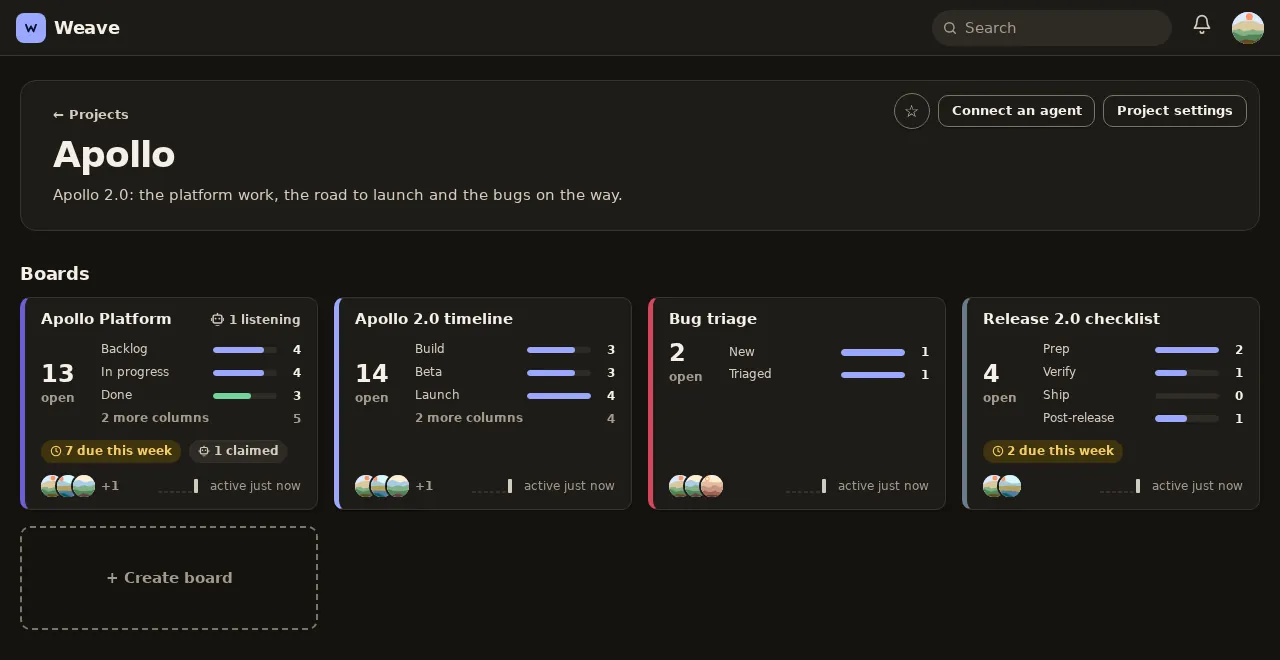 Weave
Search
← Projects
Connect an agent
Project settings
Apollo
Apollo 2.0: the platform work, the road to launch and the bugs on the way.
Boards
Apollo Platform
1 listening
13 open
Backlog 4
In progress 4
Done 3
2 more columns 5
7 due this week
1 claimed
+1
active just now
Apollo 2.0 timeline
14 open
Build 3
Beta 3
Launch 4
2 more columns 4
+1
active just now
Bug triage
2 open
New 1
Triaged 1
active just now
Release 2.0 checklist
4 open
Prep 2
Verify 1
Ship 0
Post-release 1
2 due this week
active just now
+ Create board